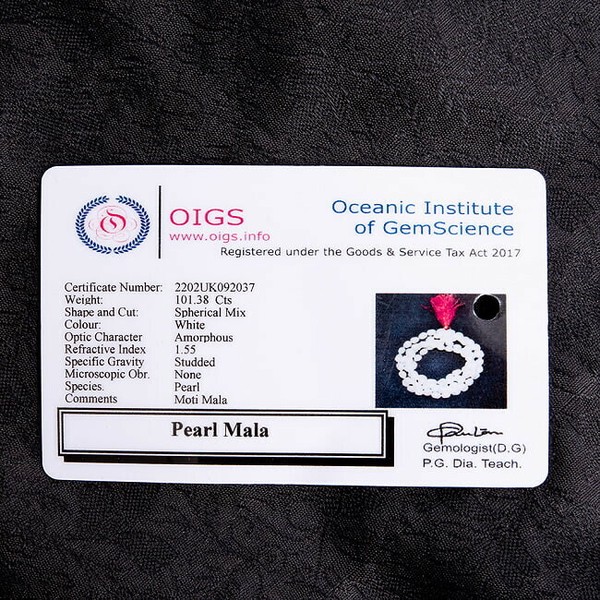 OIGS
www.oigs.info
Oceanic Institute
of GemScience
Registered under the Goods & Service Tax Act 2017
Certificate Number: 2202UK092037
Weight: 101.38 Cts
Shape and Cut: Spherical Mix
Colour: White
Optic Character Amorphous
Refractive Index 1.55
Specific Gravity Studded
Microscopic Obr. None
Species. Pearl
Comments Moti Mala
Pearl Mala
Gemologist(D.G)
P.G. Dia. Teach.